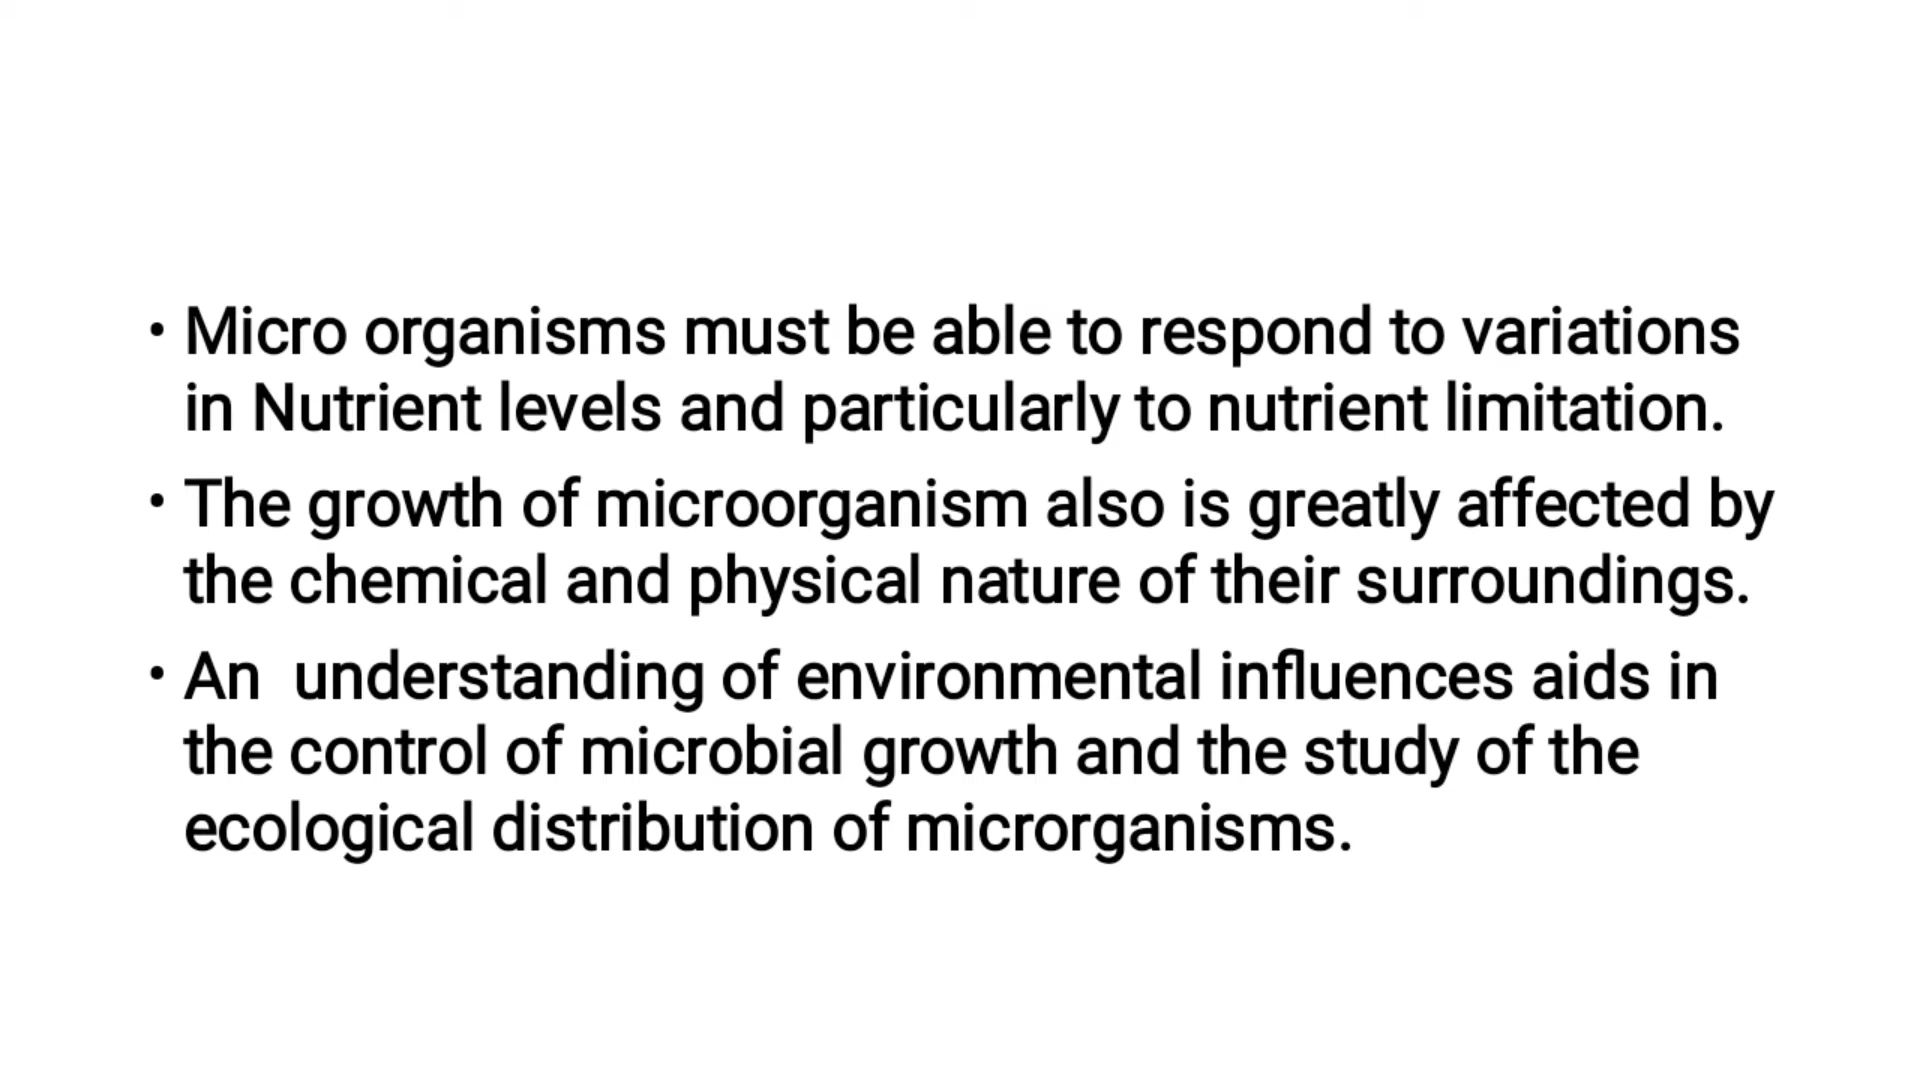 • Micro organisms must be able to respond to variations
in Nutrient levels and particularly to nutrient limitation.
• The growth of microorganism also is greatly affected by
the chemical and physical nature of their surroundings.
• An  understanding of environmental influences aids in
the control of microbial growth and the study of the
ecological distribution of microrganisms.